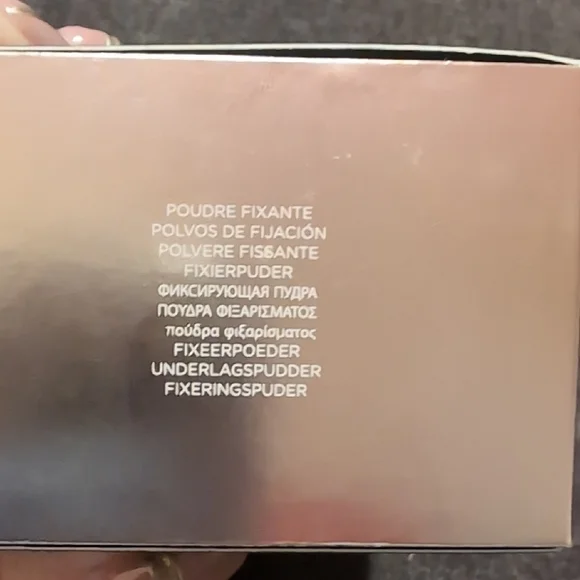 POUDRE FIXANTE
POLVOS DE FIJACIÓN
POLVERE FISSANTE
FIXIERPUDER
ФИКСИРУЮЩАЯ ПУДРА
ΠΟΥΔΡΑ ΦΙΞΑΡΙΣΜΑΤΟΣ
πούδρα φιξαρίσματος
FIXEERPOEDER
UNDERLAGSPUDDER
FIXERINGSPUDER